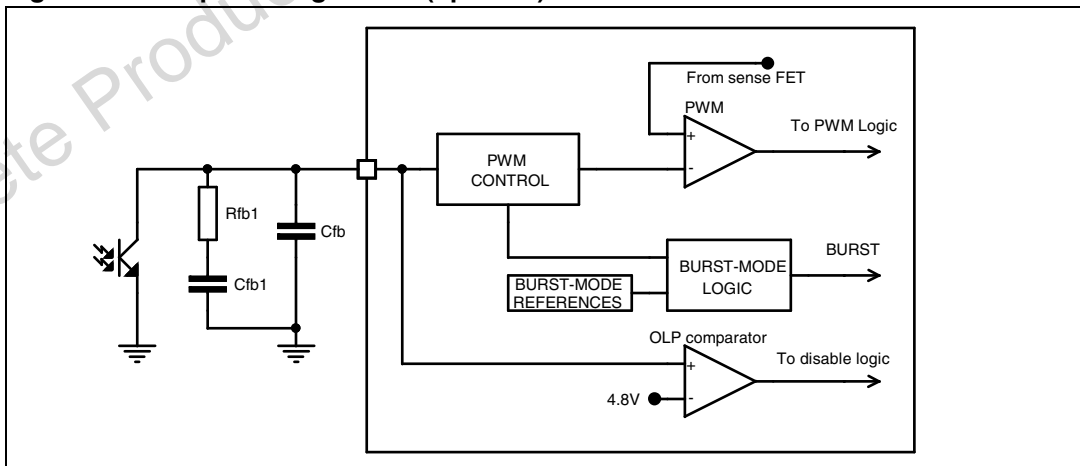 From sense FET
PWM
To PWM Logic
+
-
PWM
CONTROL
Rfb1
Cfb
Cfb1
BURST
BURST-MODE
LOGIC
BURST-MODE
REFERENCES
OLP comparator
To disable logic
+
4.8V
-